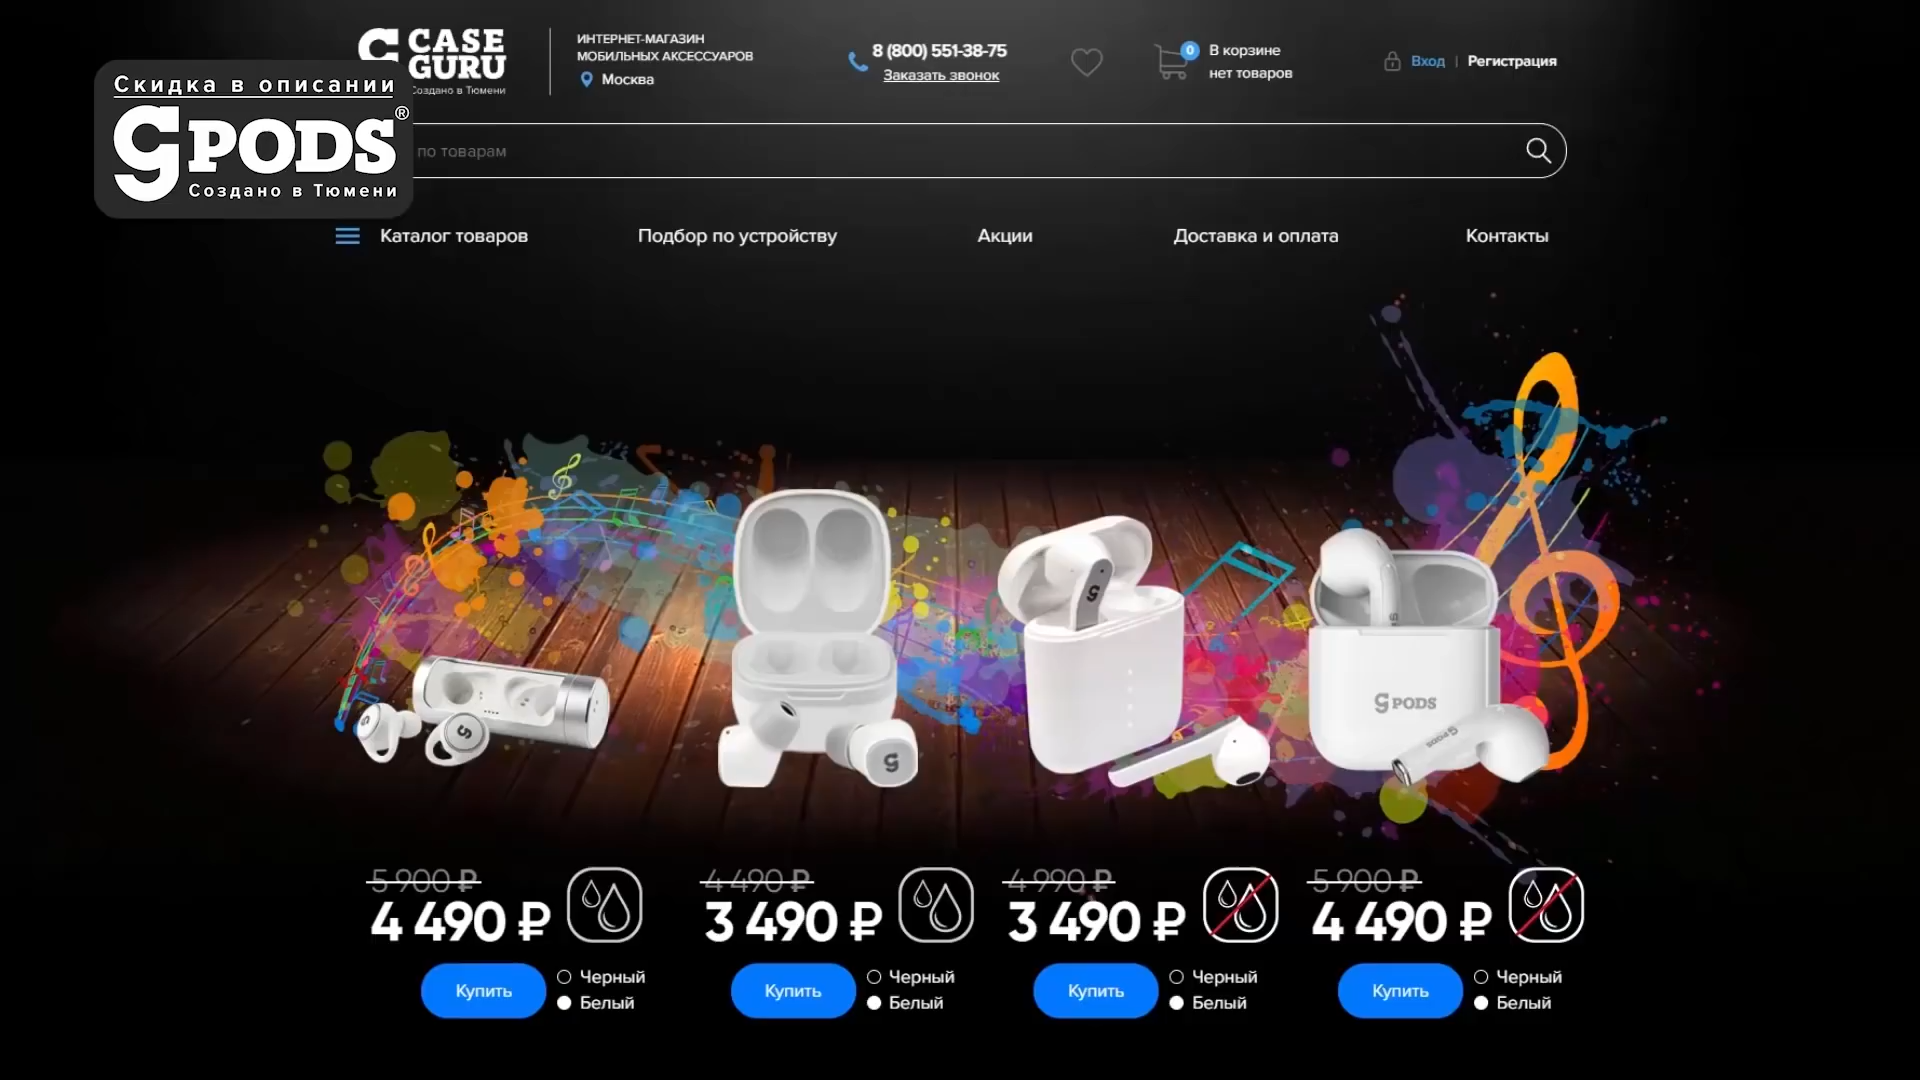 CASE
GURU
Создано в Тюмени
ИНТЕРНЕТ-МАГАЗИН
МОБИЛЬНЫХ АКСЕССУАРОВ
Москва
8 (800) 551-38-75
Заказать звонок
0
В корзине
нет товаров
Вход | Регистрация
Скидка в описании
gPODS®
Создано в Тюмени
по товарам
Каталог товаров
Подбор по устройству
Акции
Доставка и оплата
Контакты
g PODS
g PODS
5 900 ₽
4 490 ₽
Купить
Черный
Белый
4 490 ₽
3 490 ₽
Купить
Черный
Белый
4 990 ₽
3 490 ₽
Купить
Черный
Белый
5 900 ₽
4 490 ₽
Купить
Черный
Белый